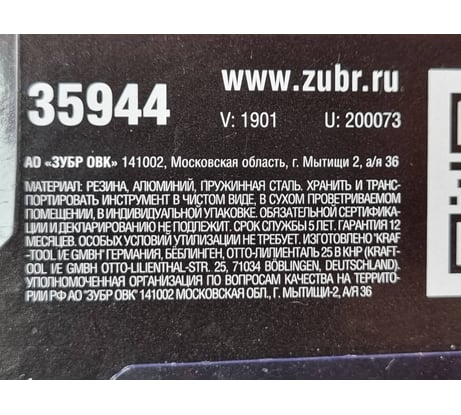 www.zubr.ru
35944
V: 1901 U: 200073
АО «ЗУБР ОВК» 141002, Московская область, г. Мытищи 2, а/я 36
МАТЕРИАЛ: РЕЗИНА, АЛЮМИНИЙ, ПРУЖИННАЯ СТАЛЬ. ХРАНИТЬ И ТРАНС-
ПОРТИРОВАТЬ ИНСТРУМЕНТ В ЧИСТОМ ВИДЕ, В СУХОМ ПРОВЕТРИВАЕМОМ
ПОМЕЩЕНИИ, В ИНДИВИДУАЛЬНОЙ УПАКОВКЕ. ОБЯЗАТЕЛЬНОЙ СЕРТИФИКА-
ЦИИ И ДЕКЛАРИРОВАНИЮ НЕ ПОДЛЕЖИТ. СРОК СЛУЖБЫ 5 ЛЕТ. ГАРАНТИЯ 12
МЕСЯЦЕВ. ОСОБЫХ УСЛОВИЙ УТИЛИЗАЦИИ НЕ ТРЕБУЕТ. ИЗГОТОВЛЕНО "KRAF-
-TOOL I/E GMBH" ГЕРМАНИЯ, БЁБЛИНГЕН, ОТТО-ЛИЛИЕНТАЛЬ 25 В КНР (KRAFT-
OOL I/E GMBH OTTO-LILIENTHAL-STR. 25, 71034 BÖBLINGEN, DEUTSCHLAND).
УПОЛНОМОЧЕННАЯ ОРГАНИЗАЦИЯ ПО ВОПРОСАМ КАЧЕСТВА НА ТЕРРИТО-
РИИ РФ АО "ЗУБР ОВК" 141002 МОСКОВСКАЯ ОБЛ., Г. МЫТИЩИ-2, А/Я 36